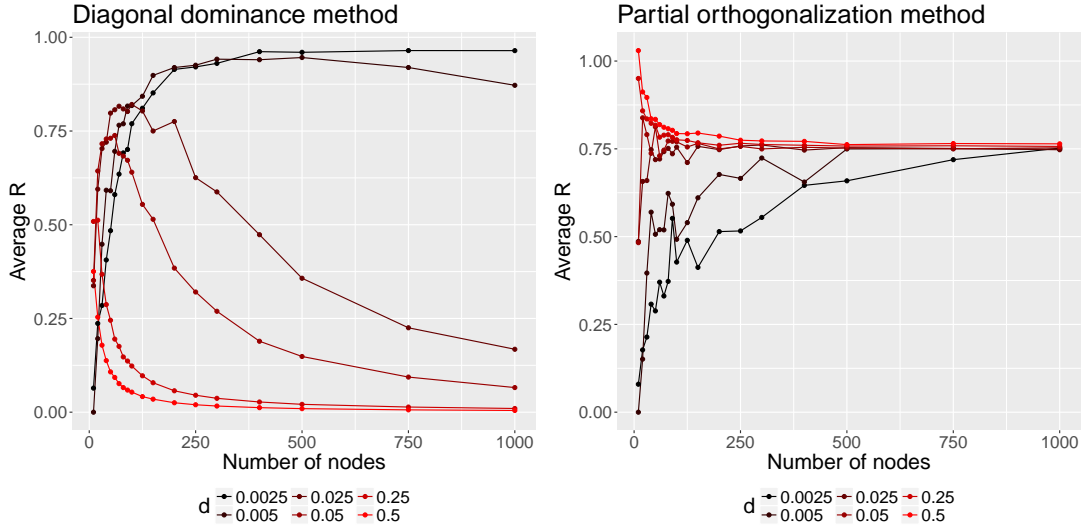 Diagonal dominance method
1.00
0.75
0.50
0.25
0.00
Average R
0 250 500 750 1000
Number of nodes
d 0.0025 0.025 0.25
0.005 0.05 0.5
Partial orthogonalization method
1.00
0.75
0.50
0.25
0.00
Average R
0 250 500 750 1000
Number of nodes
d 0.0025 0.025 0.25
0.005 0.05 0.5